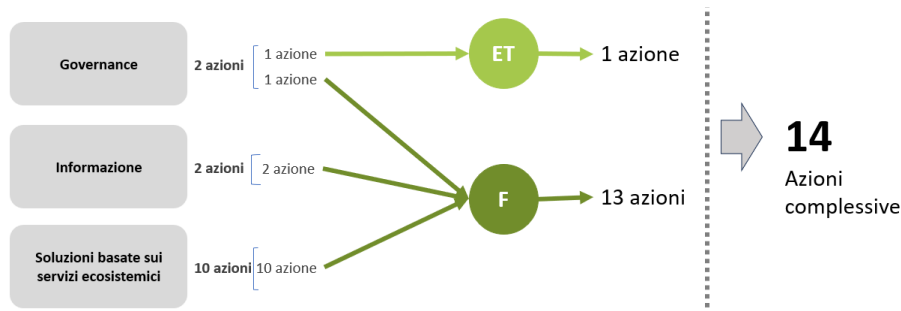 Governance
2 azioni
1 azione
1 azione
ET
1 azione
Informazione
2 azioni
2 azione
F
13 azioni
Soluzioni basate sui
servizi ecosistemici
10 azioni
10 azione
14
Azioni
complessive